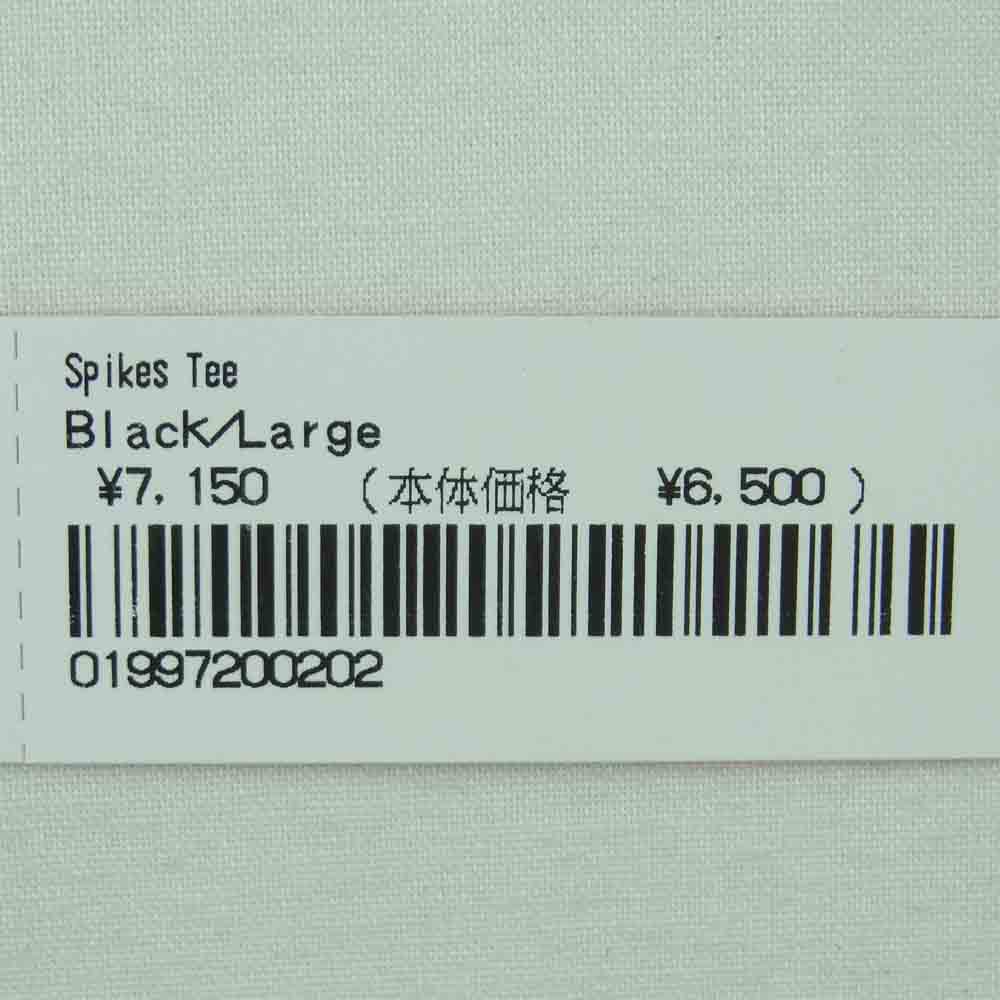 Spikes Tee
Black/Large
¥7,150 (本体価格 ¥6,500 )
01997200202